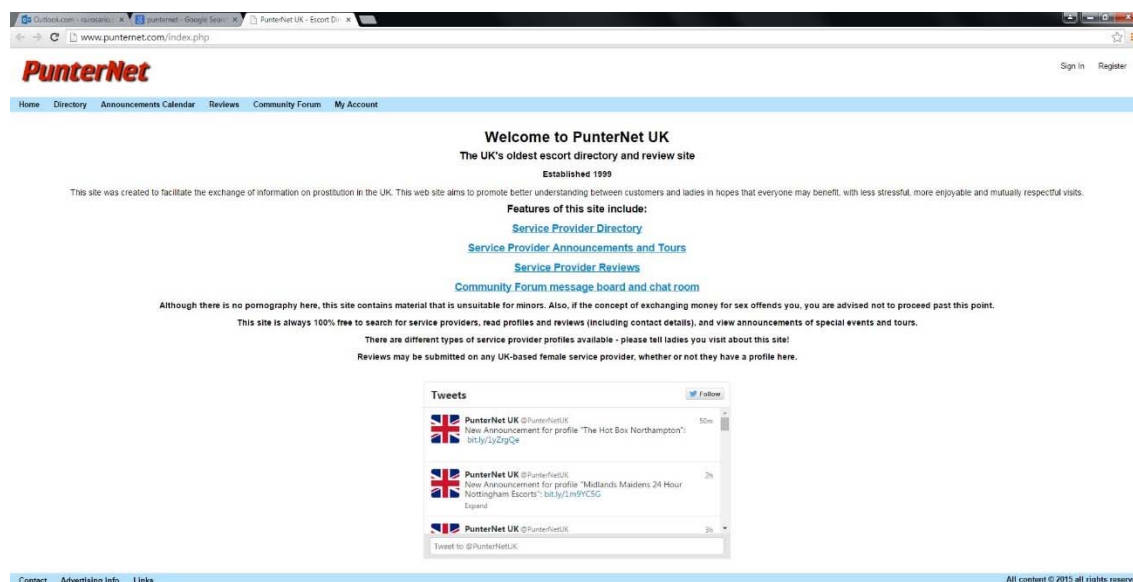 Outlook.com -
punternet - Google Sear
PunterNet UK - Escort Di
www.punternet.com/index.php
PunterNet
Sign In Register
Home Directory Announcements Calendar Reviews Community Forum My Account
Welcome to PunterNet UK
The UK's oldest escort directory and review site
Established 1999
This site was created to facilitate the exchange of information on prostitution in the UK. This web site aims to promote better understanding between customers and ladies in hopes that everyone may benefit, with less stressful, more enjoyable and mutually respectful visits.
Features of this site include:
Service Provider Directory
Service Provider Announcements and Tours
Service Provider Reviews
Community Forum message board and chat room
Although there is no pornography here, this site contains material that is unsuitable for minors. Also, if the concept of exchanging money for sex offends you, you are advised not to proceed past this point.
This site is always 100% free to search for service providers, read profiles and reviews (including contact details), and view announcements of special events and tours.
There are different types of service provider profiles available - please tell ladies you visit about this site!
Reviews may be submitted on any UK-based female service provider, whether or not they have a profile here.
Tweets
Follow
PunterNet UK @PunterNetUK 50m
New Announcement for profile "The Hot Box Northampton":
bit.ly/1yZrgQe
PunterNet UK @PunterNetUK 2h
New Announcement for profile "Midlands Maidens 24 Hour
Nottingham Escorts": bit.ly/1m9YC5G
Expand
PunterNet UK @PunterNetUK 3h
Tweet to @PunterNetUK
Contact Advertising Info Links
All content © 2015 all rights reserv